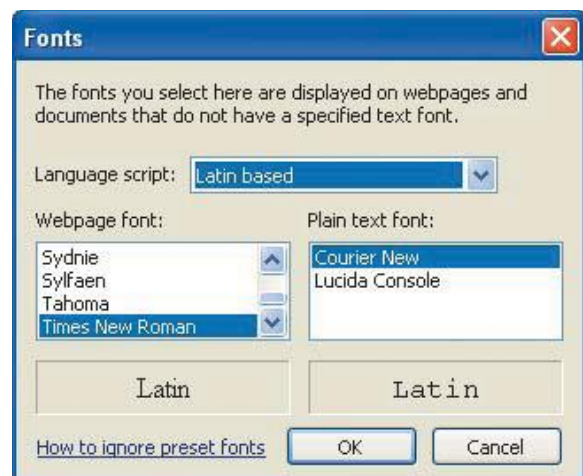 Fonts
The fonts you select here are displayed on webpages and
documents that do not have a specified text font.
Language script: Latin based
Webpage font:
Sydnie
Sylfaen
Tahoma
Times New Roman
Plain text font:
Courier New
Lucida Console
Latin
Latin
How to ignore preset fonts
OK
Cancel